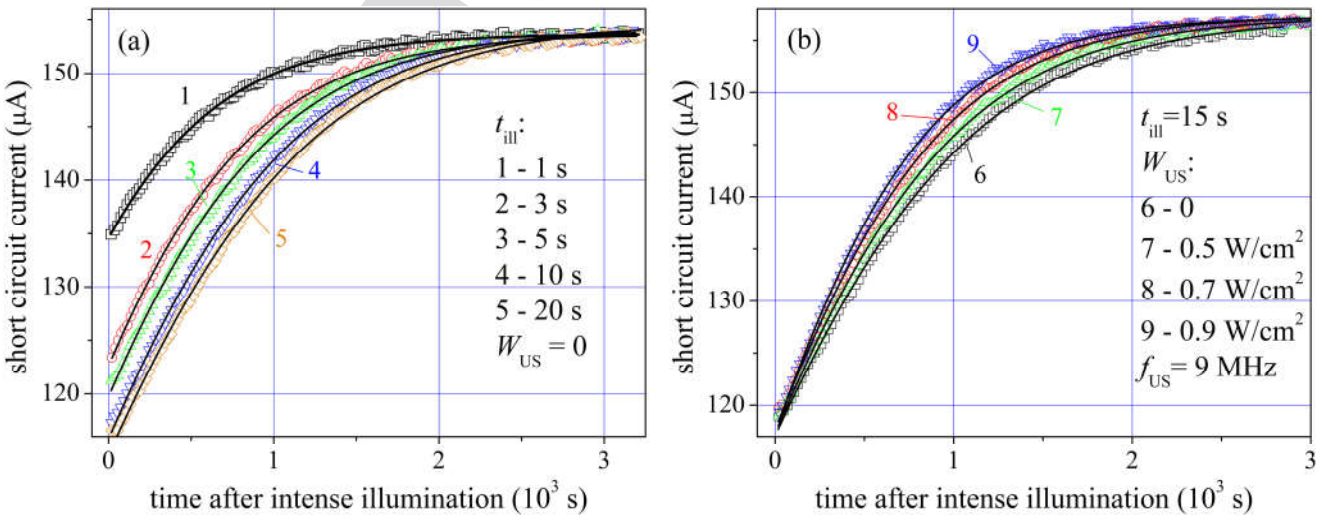 (a)
short circuit current (μA)
150
140
130
120
0
1
2
3
time after intense illumination (10³ s)
1
2
3
4
5
t_ill:
1 - 1 s
2 - 3 s
3 - 5 s
4 - 10 s
5 - 20 s
W_US = 0
(b)
short circuit current (μA)
150
140
130
120
0
1
2
3
time after intense illumination (10³ s)
9
8
7
6
t_ill=15 s
W_US:
6 - 0
7 - 0.5 W/cm²
8 - 0.7 W/cm²
9 - 0.9 W/cm²
f_US= 9 MHz